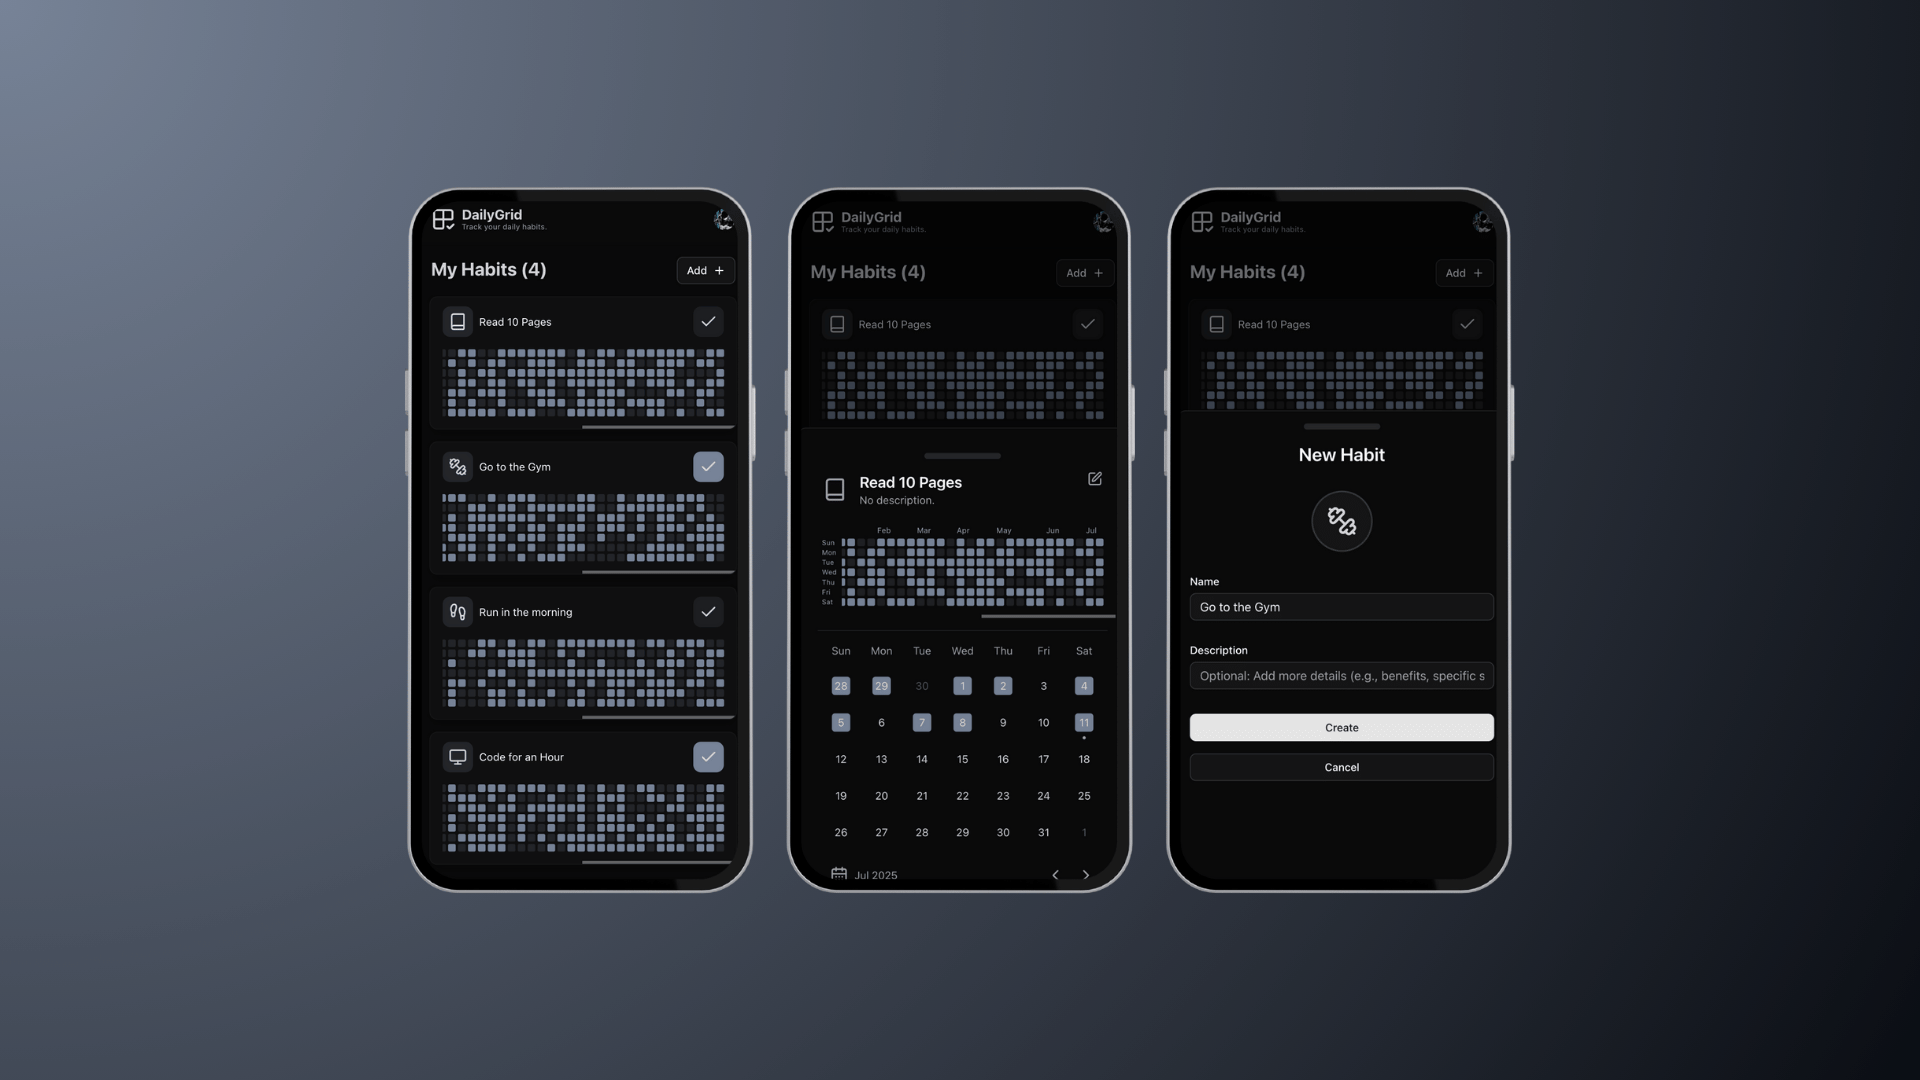 DailyGrid
Track your daily habits.
My Habits (4)
Add +
Read 10 Pages
Go to the Gym
Run in the morning
Code for an Hour
DailyGrid
Track your daily habits.
My Habits (4)
Add +
Read 10 Pages
Read 10 Pages
No description.
Feb Mar Apr May Jun Jul
Sun
Mon
Tue
Wed
Thu
Fri
Sat
Sun Mon Tue Wed Thu Fri Sat
28 29 30 1 2 3 4
5 6 7 8 9 10 11
12 13 14 15 16 17 18
19 20 21 22 23 24 25
26 27 28 29 30 31 1
Jul 2025
DailyGrid
Track your daily habits.
My Habits (4)
Add +
Read 10 Pages
New Habit
Name
Go to the Gym
Description
Optional: Add more details (e.g., benefits, specific s
Create
Cancel